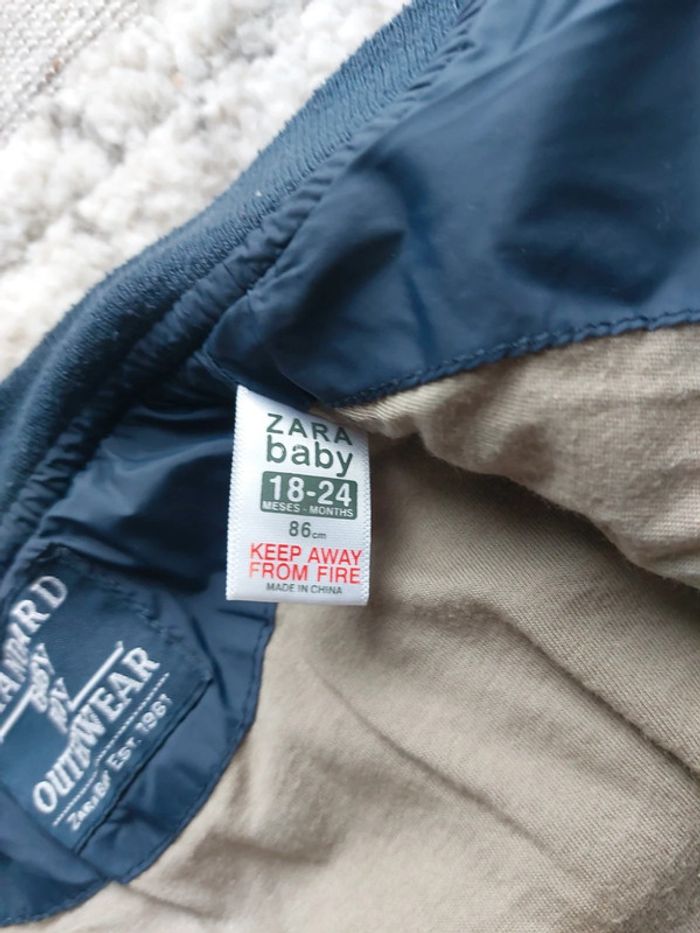 ZARA
baby
18-24
MESES - MONTHS
86cm
KEEP AWAY
FROM FIRE
MADE IN CHINA
OUTERWEAR
EST. 1961